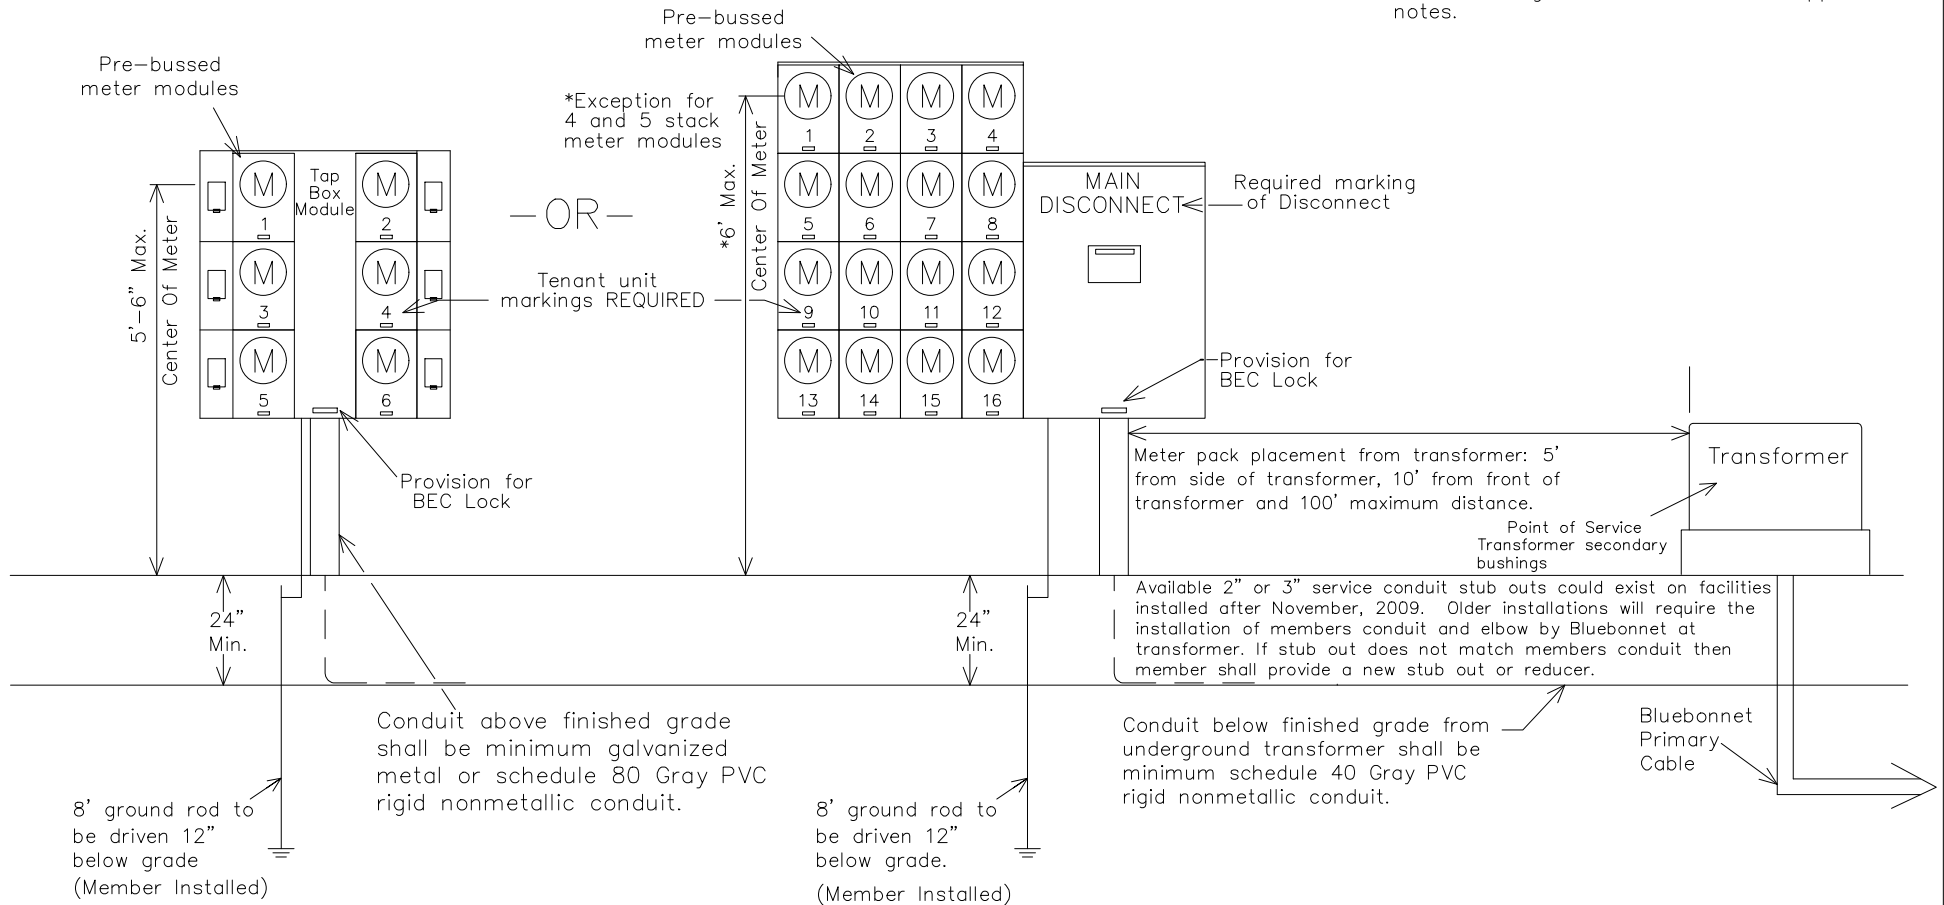 notes.
Pre-bussed
meter modules
Pre-bussed
meter modules
*Exception for
4 and 5 stack
meter modules
5'-6" Max.
Center Of Meter
M
1
Tap
Box
Module
M
2
M
3
M
4
M
5
M
6
-OR-
*6' Max.
Center Of Meter
M
1
M
2
M
3
M
4
M
5
M
6
M
7
M
8
M
9
M
10
M
11
M
12
M
13
M
14
M
15
M
16
MAIN
DISCONNECT
Required marking
of Disconnect
Tenant unit
markings REQUIRED
Provision for
BEC Lock
Provision for
BEC Lock
Meter pack placement from transformer: 5'
from side of transformer, 10' from front of
transformer and 100' maximum distance.
Transformer
Point of Service
Transformer secondary
bushings
24"
Min.
24"
Min.
Available 2" or 3" service conduit stub outs could exist on facilities
installed after November, 2009. Older installations will require the
installation of members conduit and elbow by Bluebonnet at
transformer. If stub out does not match members conduit then
member shall provide a new stub out or reducer.
Conduit above finished grade
shall be minimum galvanized
metal or schedule 80 Gray PVC
rigid nonmetallic conduit.
Conduit below finished grade from
underground transformer shall be
minimum schedule 40 Gray PVC
rigid nonmetallic conduit.
Bluebonnet
Primary
Cable
8' ground rod to
be driven 12"
below grade
(Member Installed)
8' ground rod to
be driven 12"
below grade.
(Member Installed)